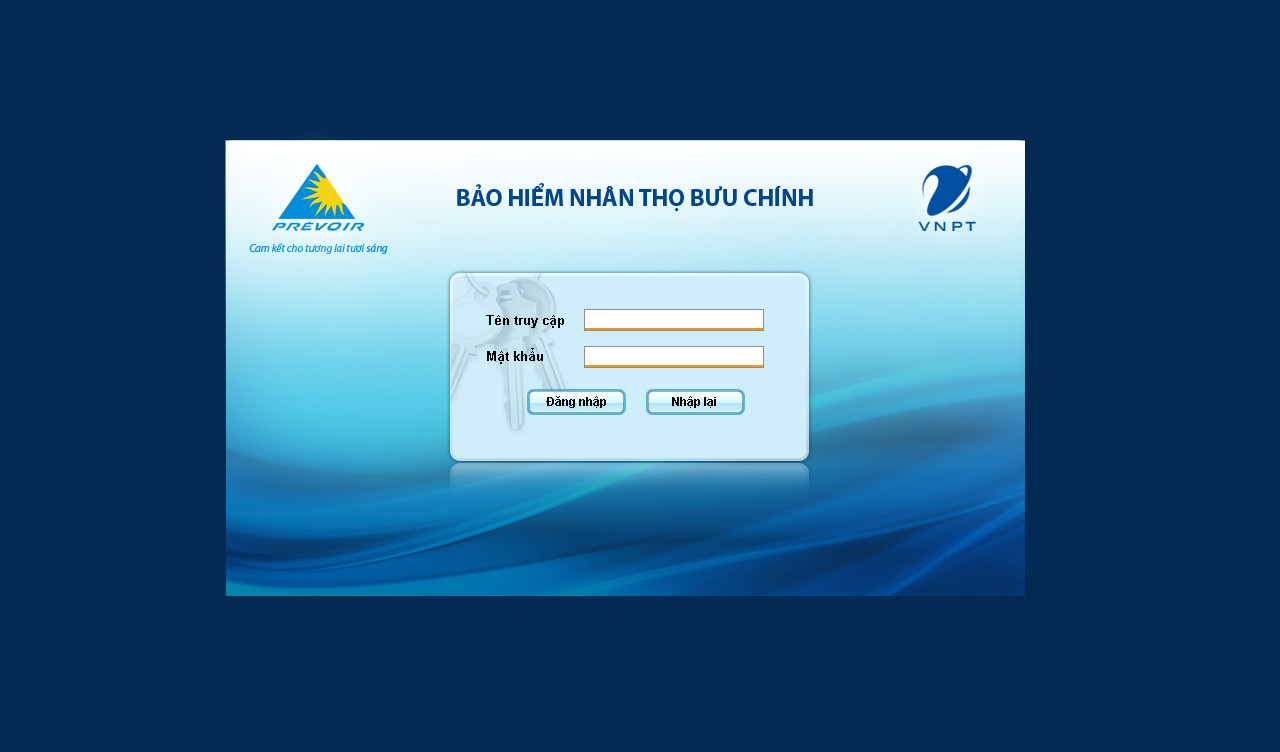 PRÉVOIR
Cam kết cho tương lai tươi sáng
BẢO HIỂM NHÂN THỌ BƯU CHÍNH
VNPT
Tên truy cập
Mật khẩu
Đăng nhập
Nhập lại